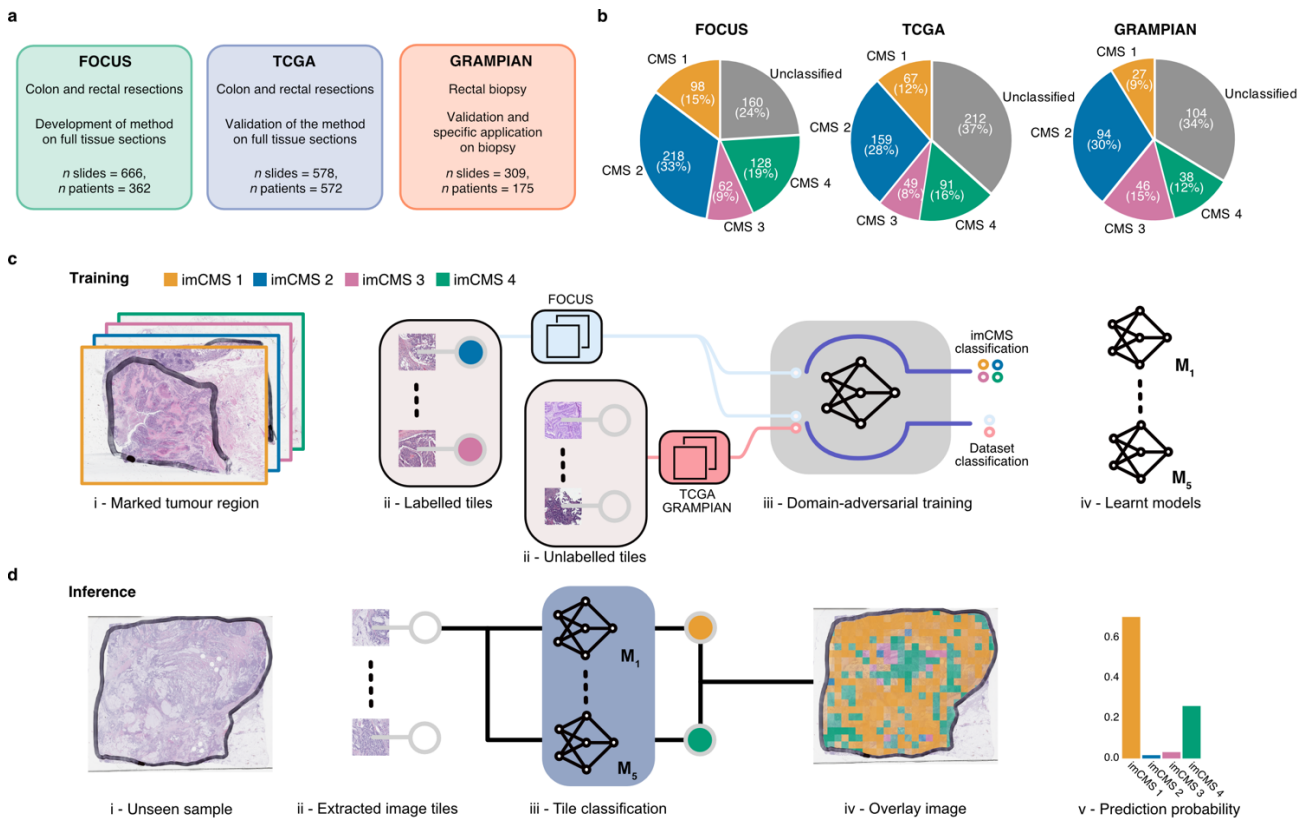 a
FOCUS
Colon and rectal resections
Development of method
on full tissue sections
n slides = 666,
n patients = 362
TCGA
Colon and rectal resections
Validation of the method
on full tissue sections
n slides = 578,
n patients = 572
GRAMPIAN
Rectal biopsy
Validation and
specific application
on biopsy
n slides = 309,
n patients = 175
b
FOCUS
CMS 1
98
(15%)
Unclassified
160
(24%)
CMS 2
218
(33%)
128
(19%)
CMS 4
62
(9%)
CMS 3
TCGA
CMS 1
67
(12%)
Unclassified
212
(37%)
CMS 2
159
(28%)
49
(8%)
CMS 3
91
(16%)
CMS 4
GRAMPIAN
CMS 1
27
(9%)
Unclassified
104
(34%)
CMS 2
94
(30%)
46
(15%)
CMS 3
38
(12%)
CMS 4
c
Training
imCMS 1
imCMS 2
imCMS 3
imCMS 4
i - Marked tumour region
ii - Labelled tiles
FOCUS
ii - Unlabelled tiles
TCGA
GRAMPIAN
imCMS
classification
Dataset
classification
iii - Domain-adversarial training
M1
M5
iv - Learnt models
d
Inference
i - Unseen sample
ii - Extracted image tiles
M1
M5
iii - Tile classification
iv - Overlay image
0.6
0.4
0.2
0.0
imCMS 1
imCMS 2
imCMS 3
imCMS 4
v - Prediction probability